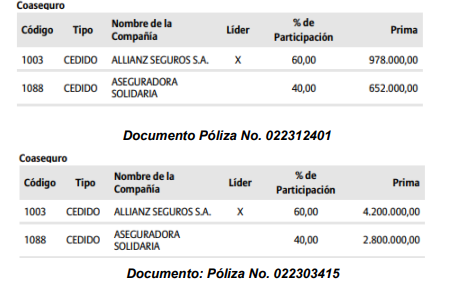 Coaseguro
Código Tipo Nombre de la Compañía Líder % de Participación Prima
1003 CEDIDO ALLIANZ SEGUROS S.A. X 60,00 978.000,00
1088 CEDIDO ASEGURADORA SOLIDARIA 40,00 652.000,00
Documento Póliza No. 022312401
Coaseguro
Código Tipo Nombre de la Compañía Líder % de Participación Prima
1003 CEDIDO ALLIANZ SEGUROS S.A. X 60,00 4.200.000,00
1088 CEDIDO ASEGURADORA SOLIDARIA 40,00 2.800.000,00
Documento: Póliza No. 022303415